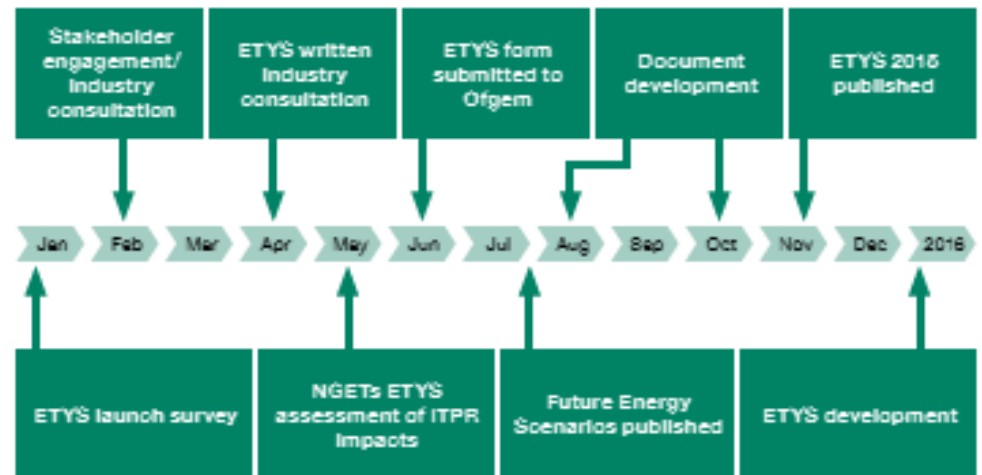 Stakeholder
engagement/
industry
consultation
ETYS written
industry
consultation
ETYS form
submitted to
Ofgem
Document
development
ETYS 2015
published
Jan
Feb
Mar
Apr
May
Jun
Jul
Aug
Sep
Oct
Nov
Dec
2016
ETYS launch survey
NGETs ETYS
assessment of ITPR
impacts
Future Energy
Scenarios published
ETYS development